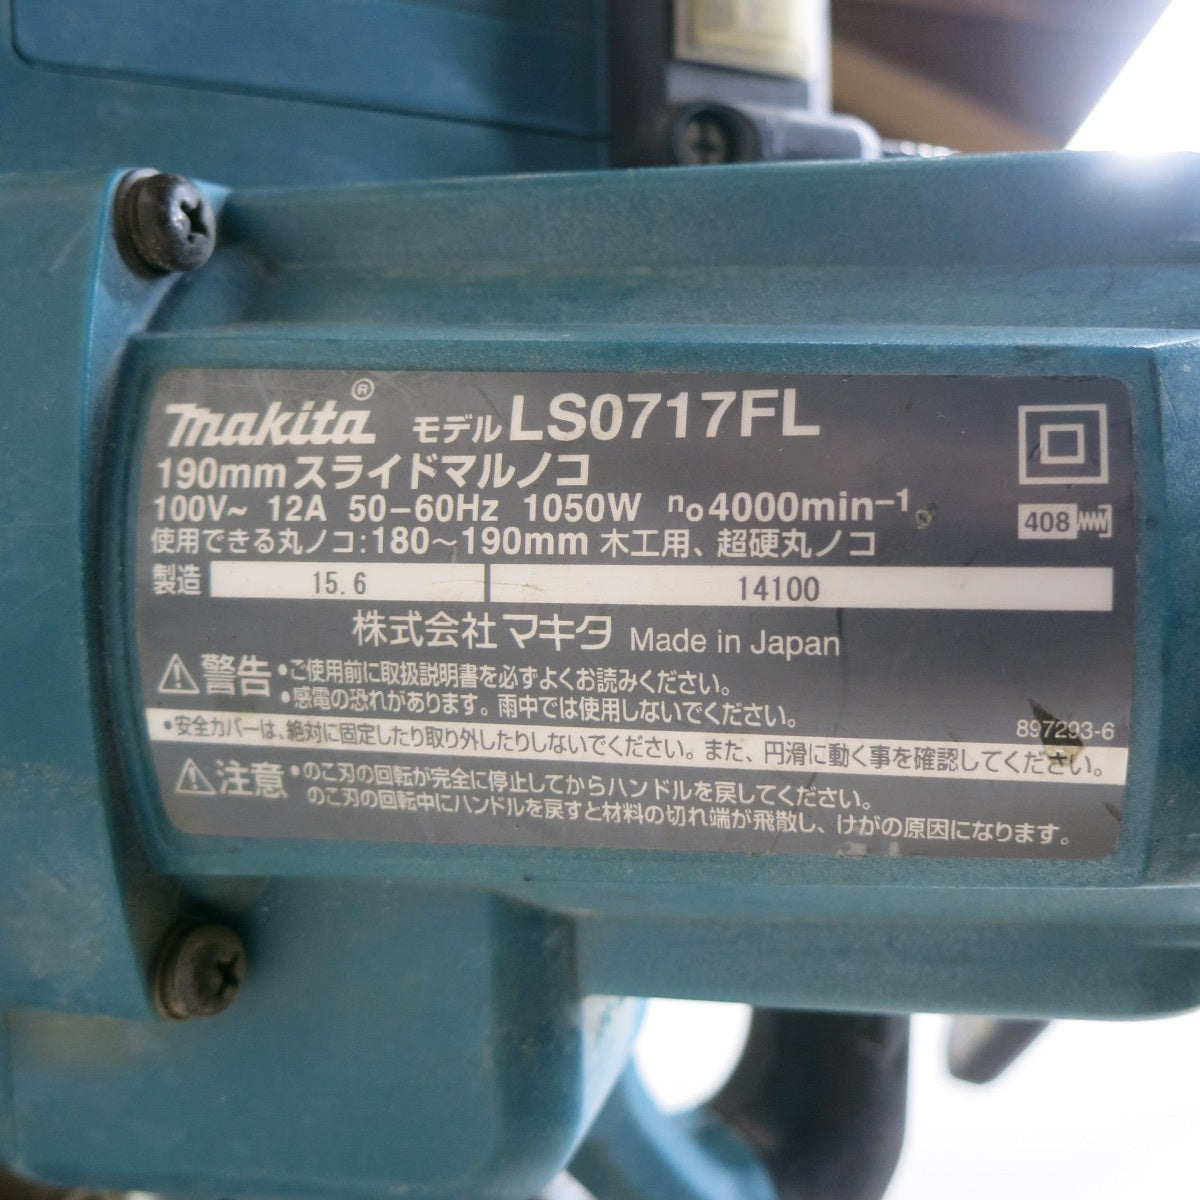 makita® モデル LS0717FL
190mm スライドマルノコ
100V~ 12A 50-60Hz 1050W n₀ 4000min⁻¹
408
使用できる丸ノコ:180~190mm 木工用、超硬丸ノコ
製造 15.6 14100
株式会社マキタ Made in Japan
警告 •ご使用前に取扱説明書を必ずよくお読みください。
•感電の恐れがあります。雨中では使用しないでください。
897293-6
•安全カバーは、絶対に固定したり取り外したりしないでください。また、円滑に動く事を確認してください。
注意 •のこ刃の回転が完全に停止してからハンドルを戻してください。
のこ刃の回転中にハンドルを戻すと材料の切れ端が飛散し、けがの原因になります。